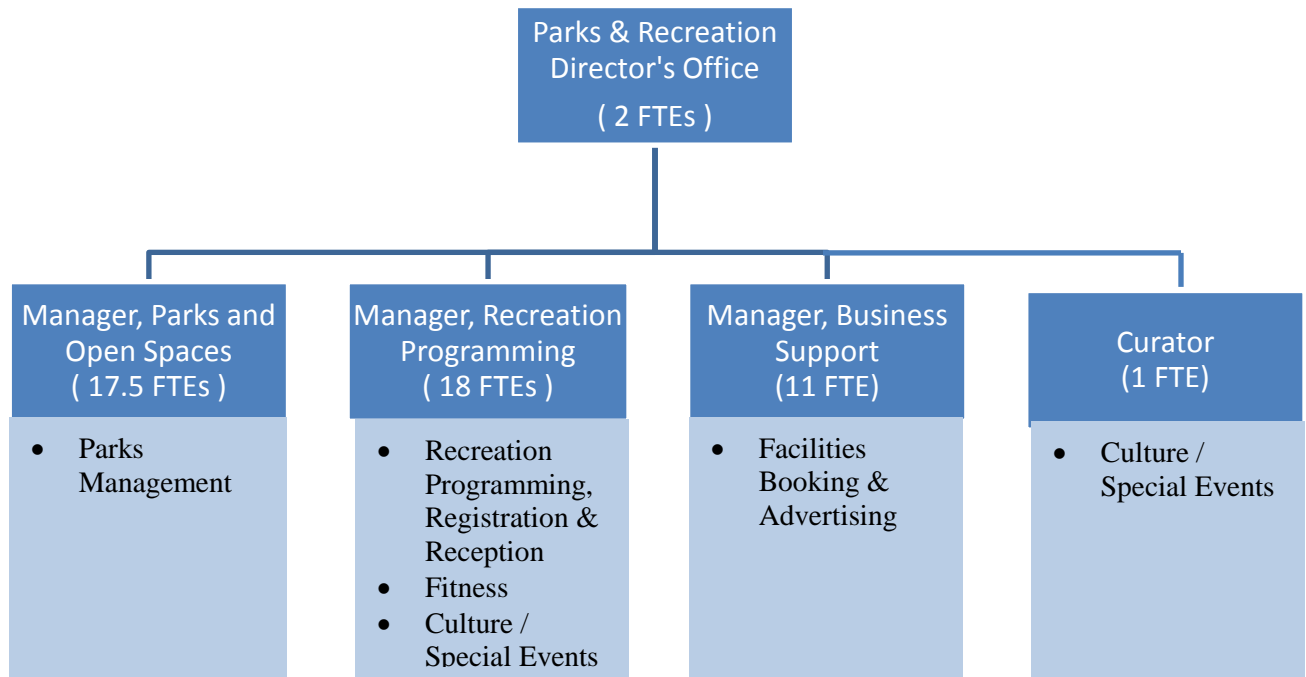 Parks & Recreation
Director's Office
( 2 FTEs )
Manager, Parks and
Open Spaces
( 17.5 FTEs )
• Parks
Management
Manager, Recreation
Programming
( 18 FTEs )
• Recreation
Programming,
Registration &
Reception
• Fitness
• Culture /
Special Events
Manager, Business
Support
(11 FTE)
• Facilities
Booking &
Advertising
Curator
(1 FTE)
• Culture /
Special Events